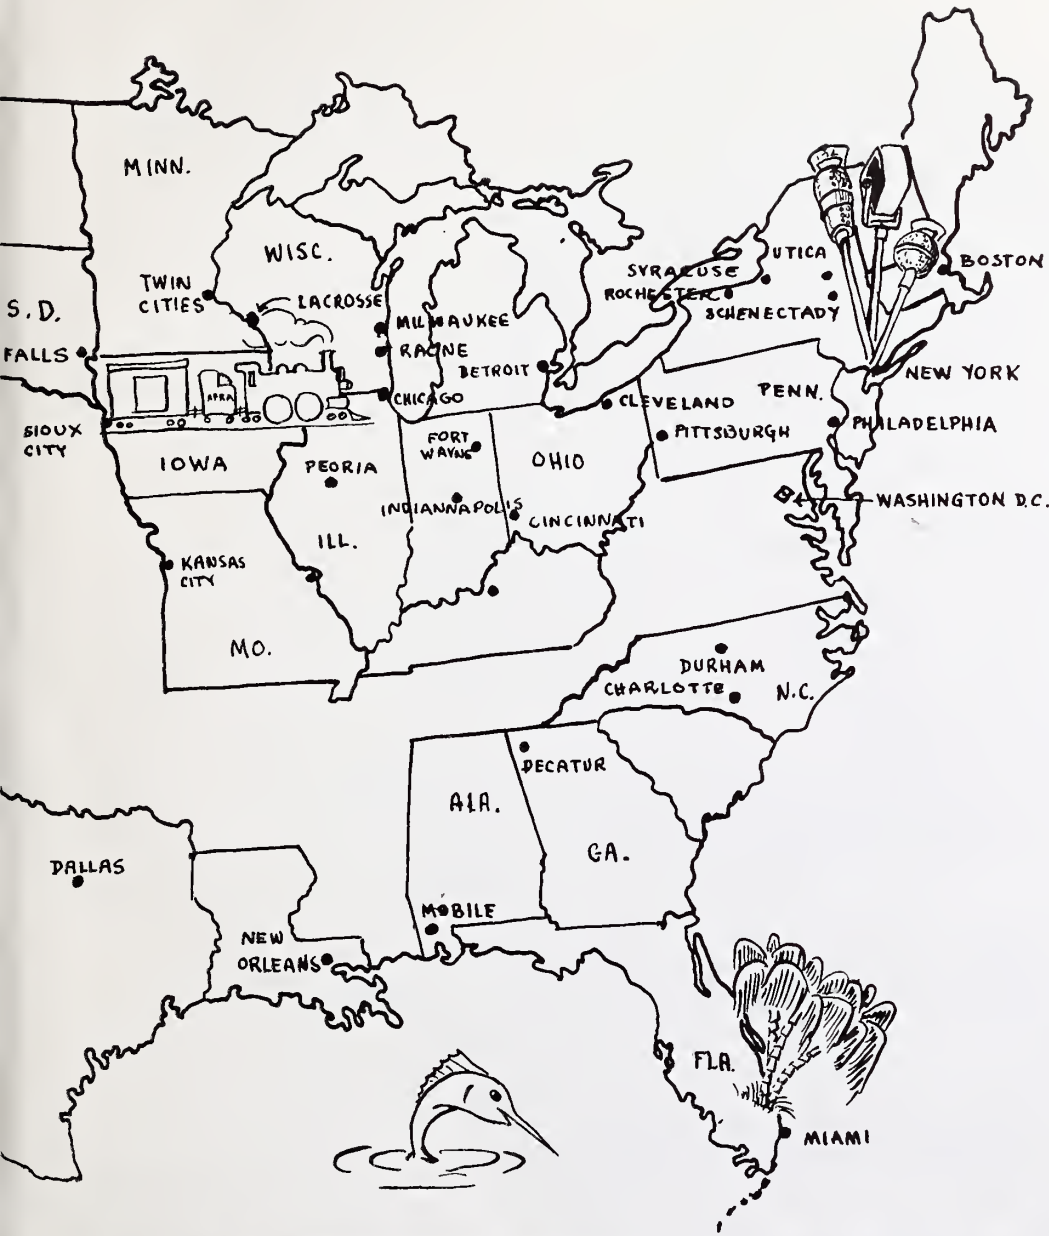 MINN.
WISC.
UTICA
BOSTON
SYRACUSE
TWIN
CITIES
LACROSSE
ROCHESTER
SCHENECTADY
S.D.
MILWAUKEE
FALLS
RACINE
DETROIT
NEW YORK
APRA
PENN.
CHICAGO
CLEVELAND
PHILADELPHIA
SIOUX
CITY
PITTSBURGH
FORT
WAYNE
IOWA
PEORIA
OHIO
WASHINGTON D.C.
INDIANNAPOLIS
CINCINNATI
ILL.
KANSAS
CITY
MO.
DURHAM
CHARLOTTE
N.C.
DECATUR
ALA.
GA.
DALLAS
MOBILE
NEW
ORLEANS
FLA.
MIAMI